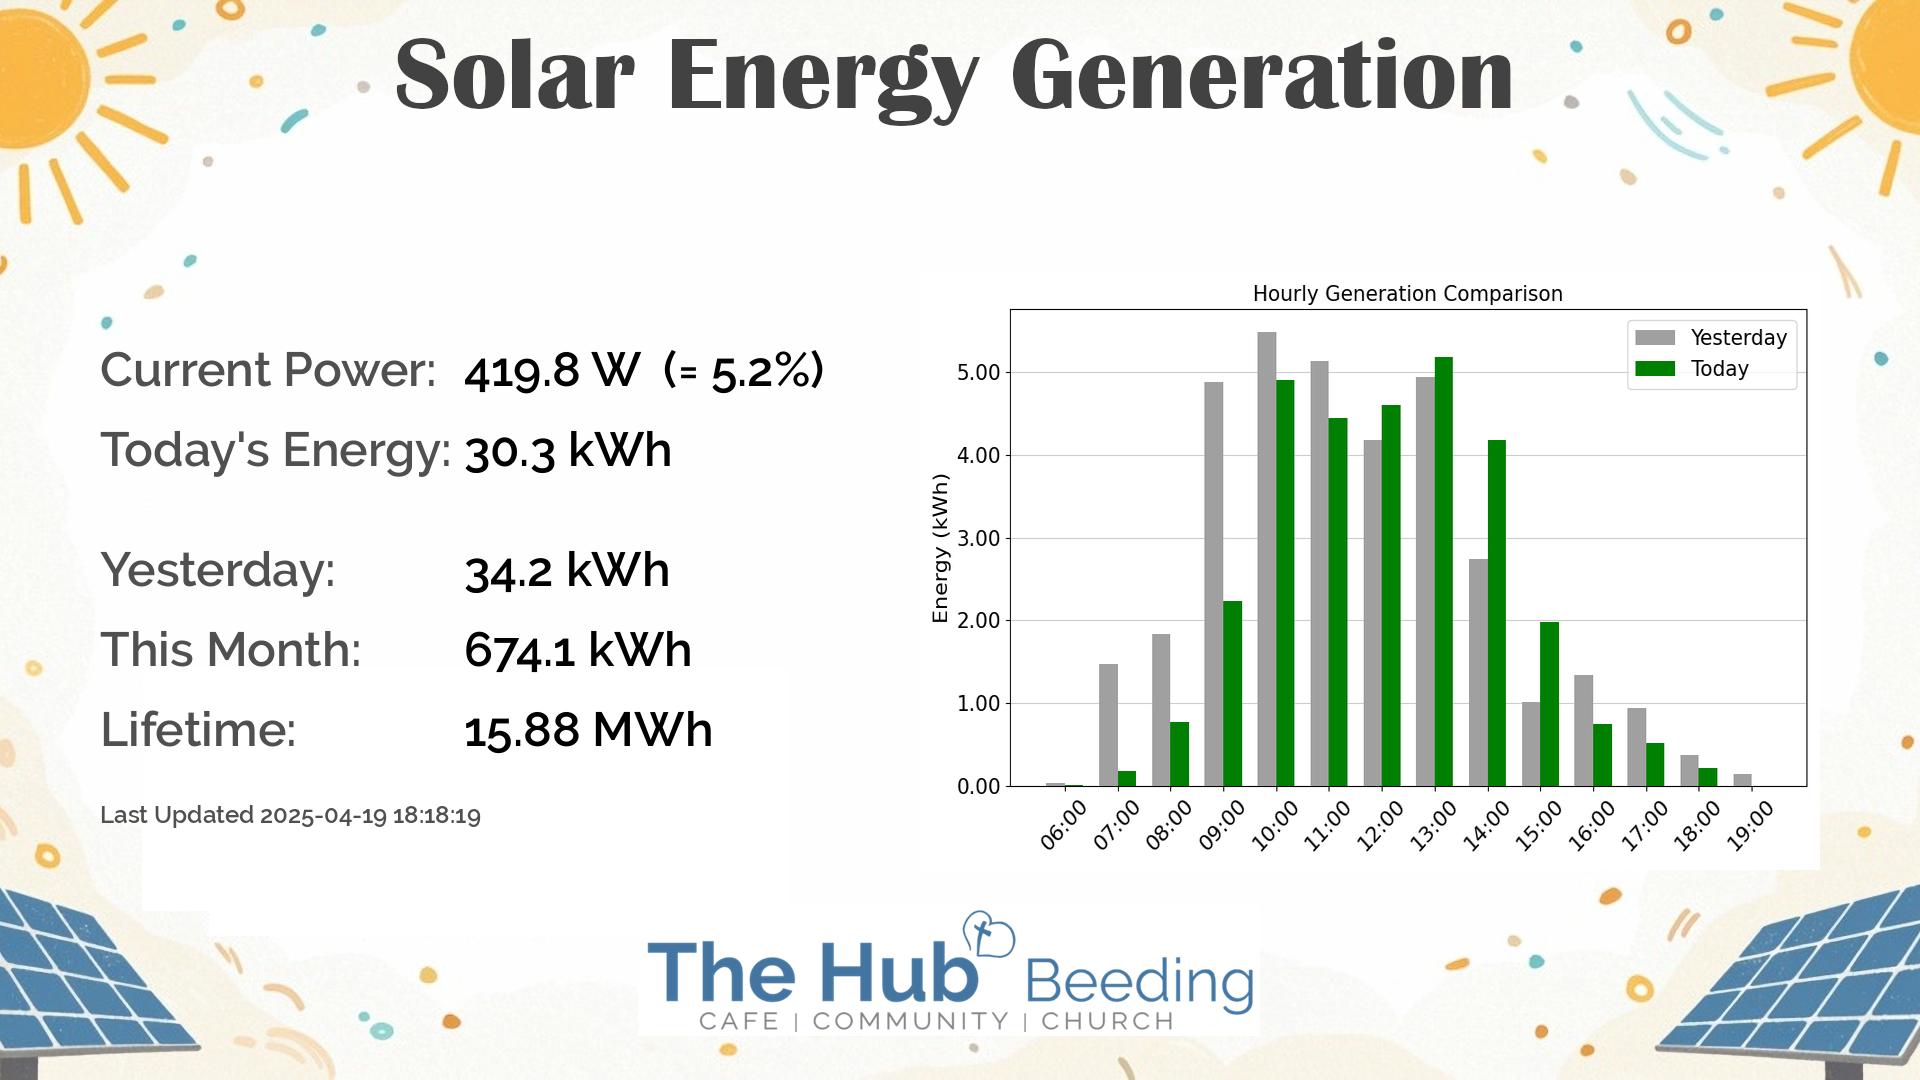 Solar Energy Generation
Current Power: 419.8 W (= 5.2%)
Today's Energy: 30.3 kWh
Yesterday: 34.2 kWh
This Month: 674.1 kWh
Lifetime: 15.88 MWh
Last Updated 2025-04-19 18:18:19
Hourly Generation Comparison
Yesterday
Today
Energy (kWh)
5.00
4.00
3.00
2.00
1.00
0.00
06:00 07:00 08:00 09:00 10:00 11:00 12:00 13:00 14:00 15:00 16:00 17:00 18:00 19:00
The Hub Beeding
CAFE | COMMUNITY | CHURCH